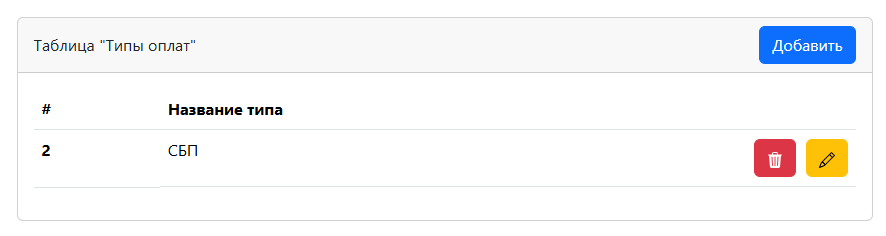 Таблица "Типы оплат"
Добавить
# Название типа
2 СБП